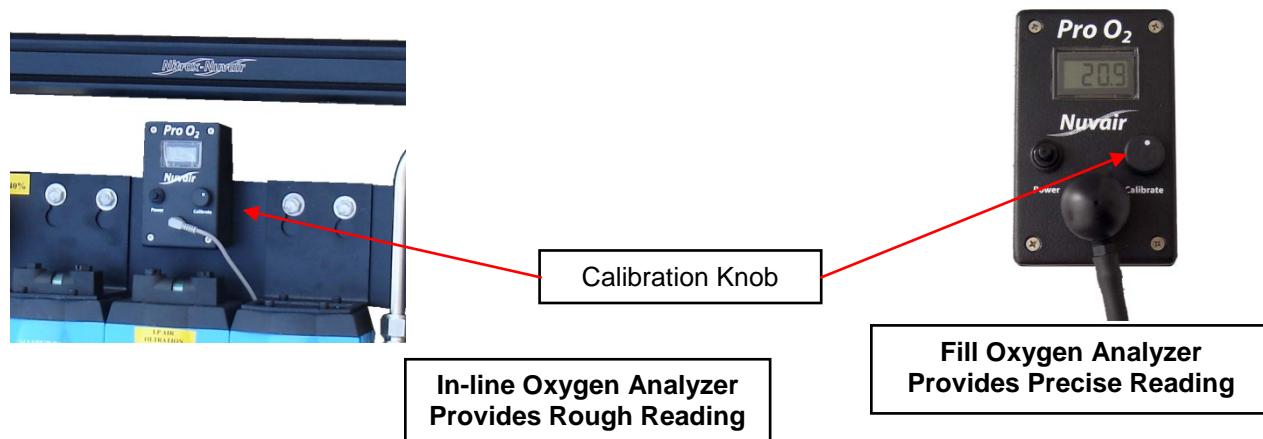 Nitrox-Nuvair
Pro O2
Nuvair
Power
Calibrate
40%
LP AIR
FILTRATION
Pro O2
20.9
Nuvair
Power
Calibrate
Calibration Knob
In-line Oxygen Analyzer
Provides Rough Reading
Fill Oxygen Analyzer
Provides Precise Reading